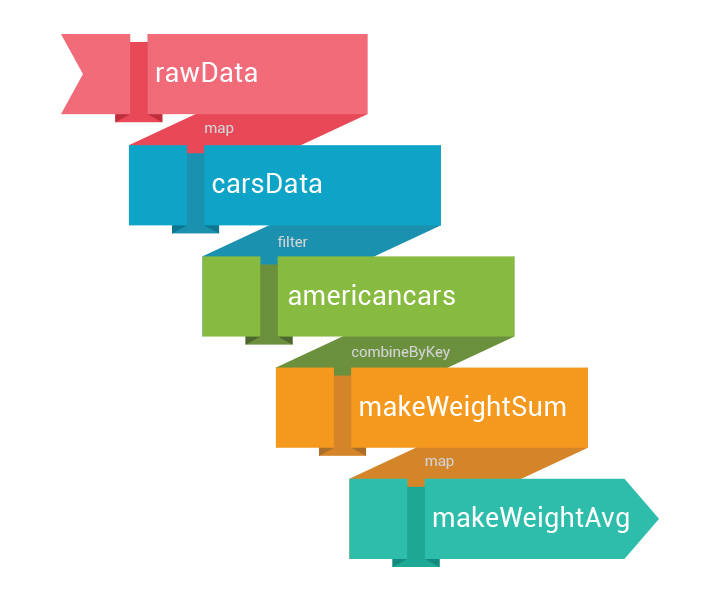 rawData
map
carsData
filter
americancars
combineByKey
makeWeightSum
map
makeWeightAvg